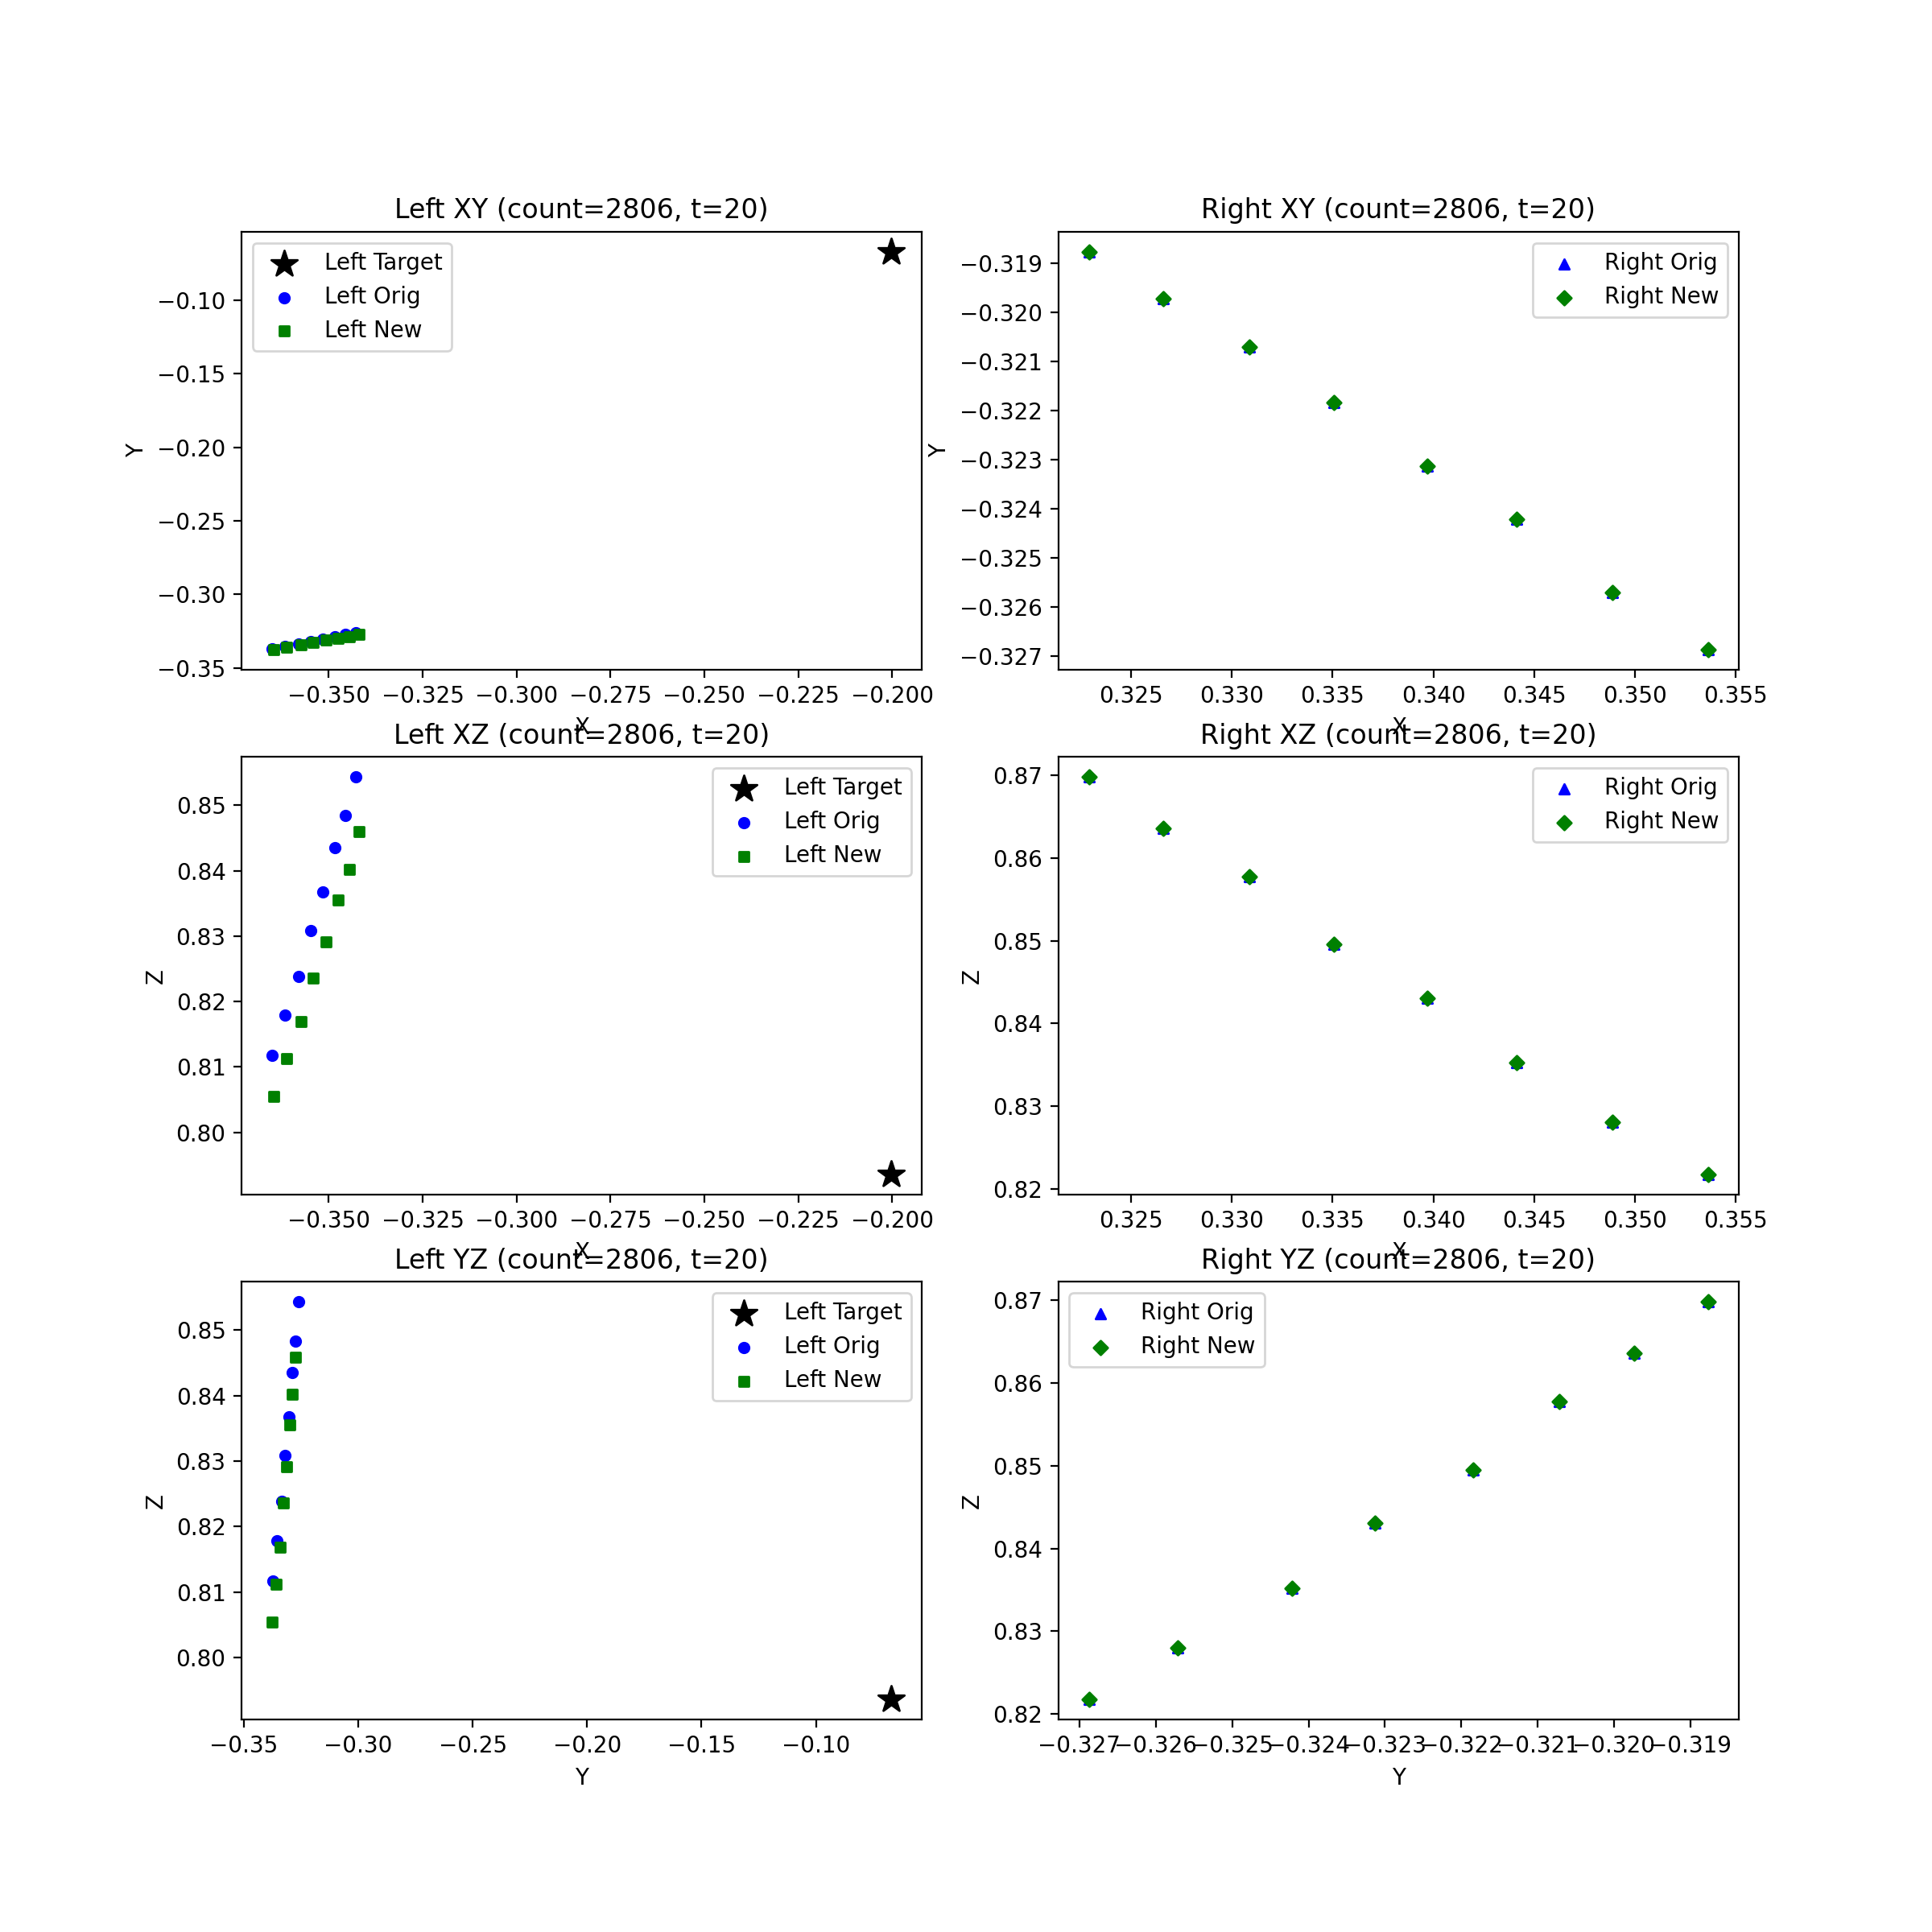 Left XY (count=2806, t=20)
Left Target
Left Orig
Left New
−0.10
−0.15
−0.20
−0.25
−0.30
−0.35
Y
−0.350 −0.325 −0.300 −0.275 −0.250 −0.225 −0.200
X
Right XY (count=2806, t=20)
Right Orig
Right New
−0.319
−0.320
−0.321
−0.322
−0.323
−0.324
−0.325
−0.326
−0.327
Y
0.325 0.330 0.335 0.340 0.345 0.350 0.355
X
Left XZ (count=2806, t=20)
Left Target
Left Orig
Left New
0.85
0.84
0.83
0.82
0.81
0.80
Z
−0.350 −0.325 −0.300 −0.275 −0.250 −0.225 −0.200
X
Right XZ (count=2806, t=20)
Right Orig
Right New
0.87
0.86
0.85
0.84
0.83
0.82
Z
0.325 0.330 0.335 0.340 0.345 0.350 0.355
X
Left YZ (count=2806, t=20)
Left Target
Left Orig
Left New
0.85
0.84
0.83
0.82
0.81
0.80
Z
−0.35 −0.30 −0.25 −0.20 −0.15 −0.10
Y
Right YZ (count=2806, t=20)
Right Orig
Right New
0.87
0.86
0.85
0.84
0.83
0.82
Z
−0.327 −0.326 −0.325 −0.324 −0.323 −0.322 −0.321 −0.320 −0.319
Y